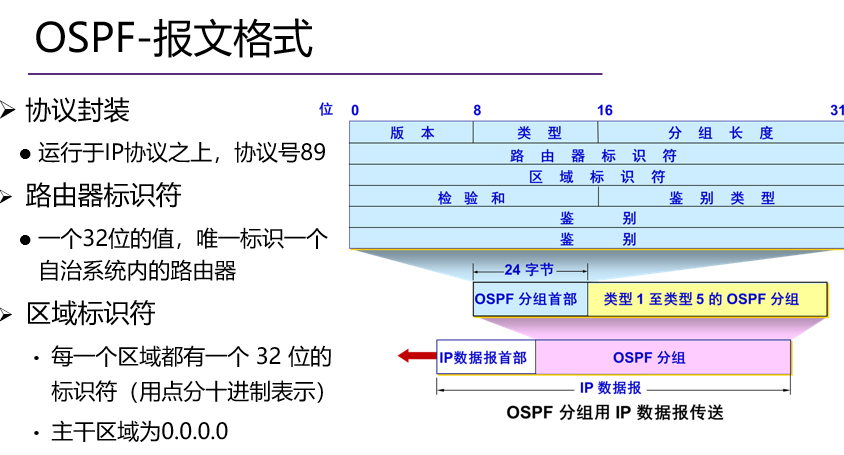 OSPF-报文格式
协议封装
运行于IP协议之上，协议号89
路由器标识符
一个32位的值，唯一标识一个
自治系统内的路由器
区域标识符
每一个区域都有一个 32 位的
标识符（用点分十进制表示）
主干区域为0.0.0.0
位 0 8 16 31
版 本 类 型 分 组 长 度
路 由 器 标 识 符
区 域 标 识 符
检 验 和 鉴 别 类 型
鉴 别
鉴 别
24 字节
OSPF 分组首部 类型 1 至类型 5 的 OSPF 分组
IP数据报首部 OSPF 分组
IP 数据报
OSPF 分组用 IP 数据报传送